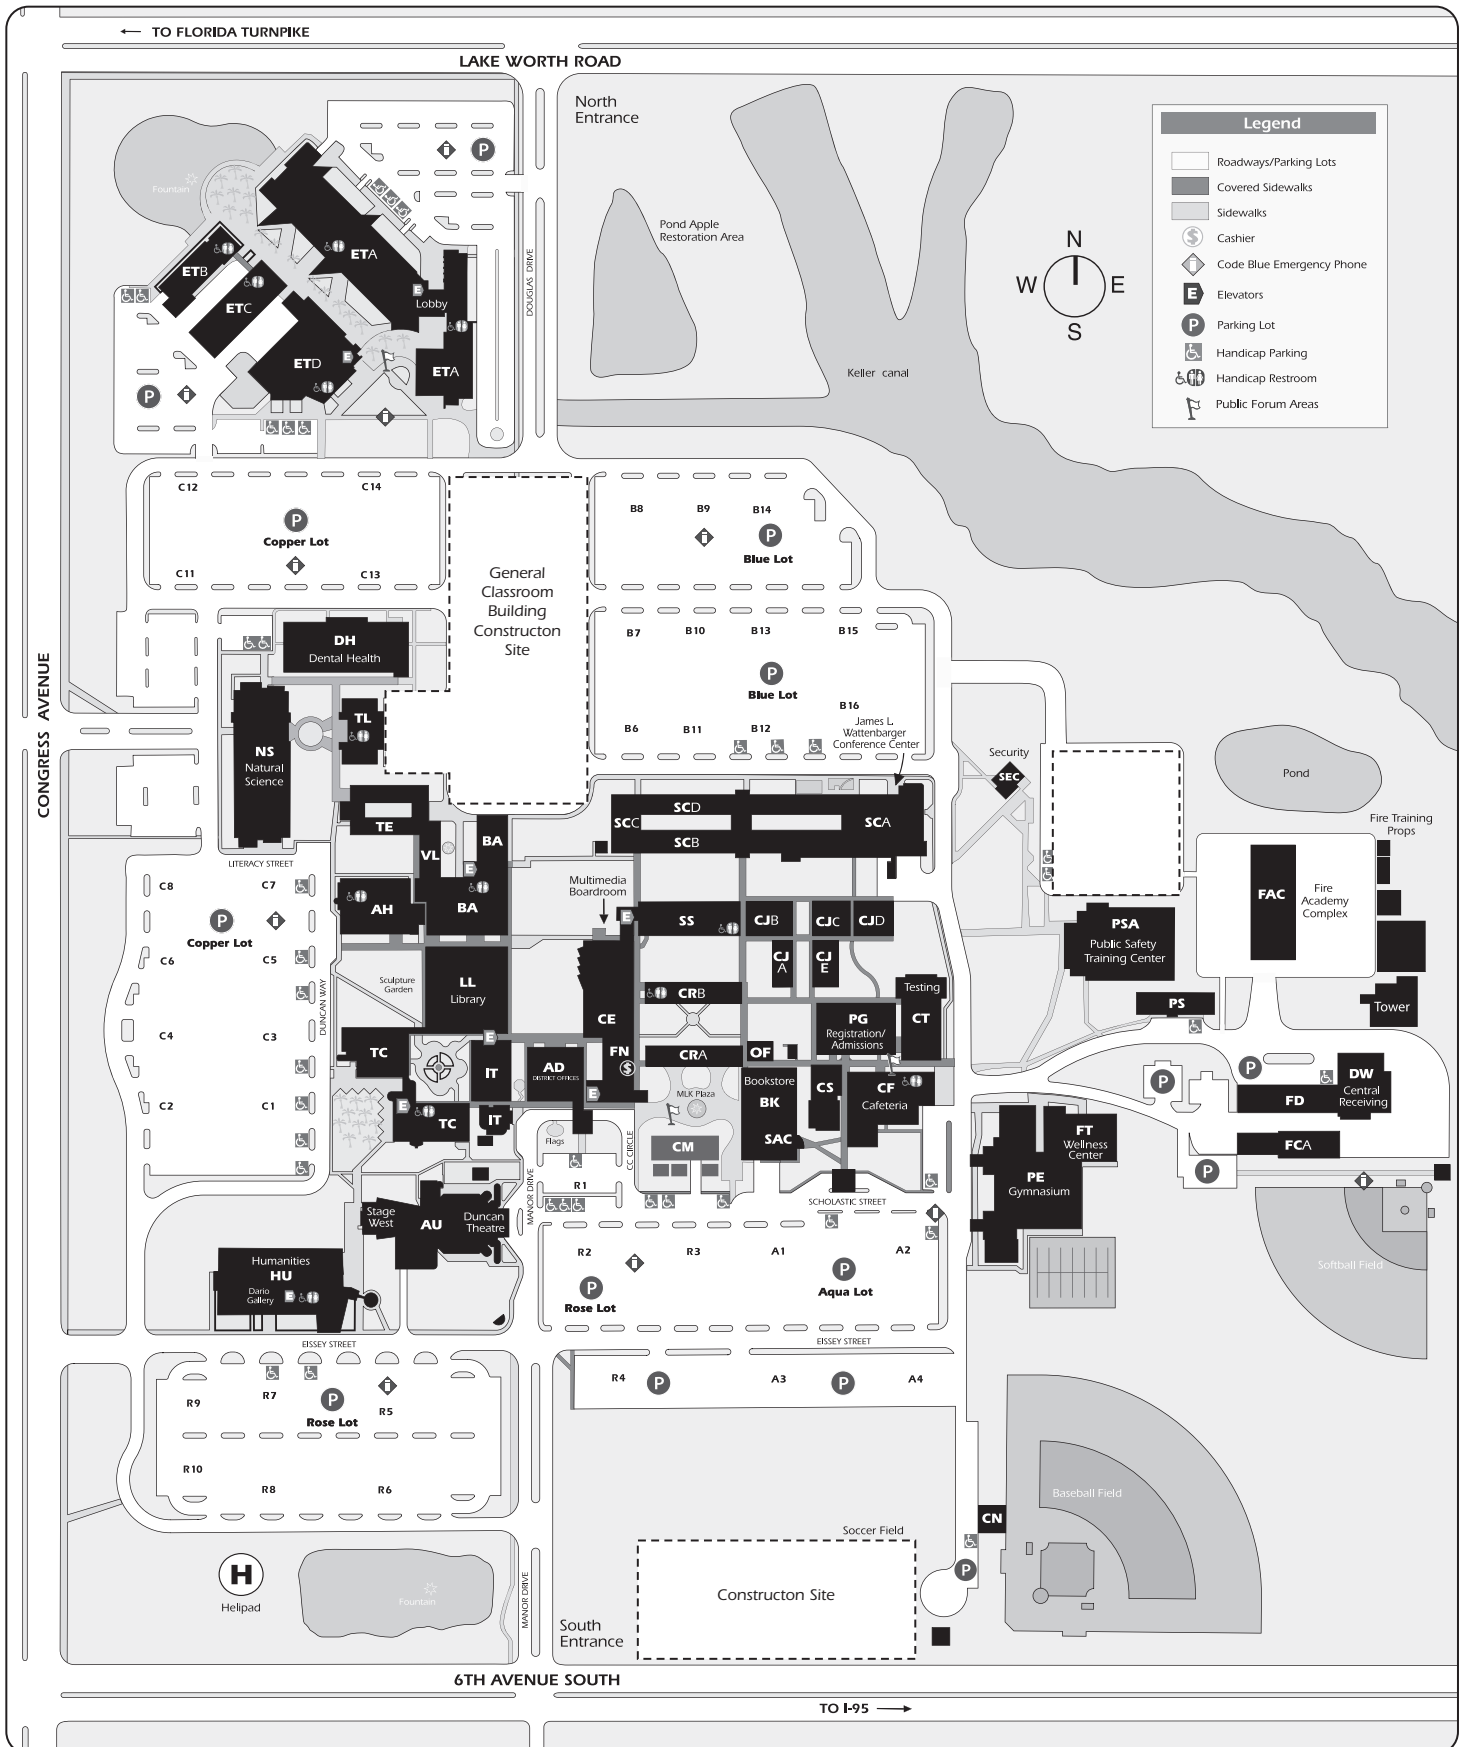 ← TO FLORIDA TURNPIKE
LAKE WORTH ROAD
North
Entrance
Legend
Roadways/Parking Lots
Covered Sidewalks
Sidewalks
$ Cashier
Code Blue Emergency Phone
E Elevators
P Parking Lot
Handicap Parking
Handicap Restroom
Public Forum Areas
P
Fountain
Pond Apple
Restoration Area
N
W E
S
ETA
ETB
ETC
E
Lobby
DOUGLAS DRIVE
ETD
E
ETA
P
Keller canal
C12
C14
P
Copper Lot
C11
C13
B8
B9
B14
P
Blue Lot
General
Classroom
Building
Constructon
Site
B7
B10
B13
B15
P
Blue Lot
B16
B6
B11
B12
James L.
Wattenbarger
Conference Center
DH
Dental Health
TL
NS
Natural
Science
CONGRESS AVENUE
Security
SEC
Pond
Fire Training
Props
TE
VL
BA
E
BA
SCD
SCC
SCA
SCB
LITERACY STREET
C8
C7
P
Copper Lot
C6
C5
C4
C3
C2
C1
DUNCAN WAY
AH
Multimedia
Boardroom
E
SS
CJB
CJC
CJD
CJ
A
CJ
E
PSA
Public Safety
Training Center
FAC
Fire
Academy
Complex
Sculpture
Garden
LL
Library
E
CE
CRB
Testing
CT
PG
Registration/
Admissions
PS
Tower
TC
IT
AD
DISTRICT OFFICES
FN
$
E
CRA
OF
E
TC
IT
Bookstore
BK
SAC
CS
CF
Cafeteria
MLK Plaza
CM
P
P
DW
Central
Receiving
FD
FCA
P
FT
Wellness
Center
PE
Gymnasium
Flags
CC CIRCLE
R1
MANOR DRIVE
SCHOLASTIC STREET
Stage
West
AU
Duncan
Theatre
Humanities
HU
Dario
Gallery
E
R2
R3
A1
A2
P
Rose Lot
P
Aqua Lot
Softball Field
EISSEY STREET
EISSEY STREET
R4
P
A3
P
A4
R9
R7
P
Rose Lot
R5
R10
R8
R6
Baseball Field
CN
P
Soccer Field
Constructon Site
H
Helipad
Fountain
MANOR DRIVE
South
Entrance
6TH AVENUE SOUTH
TO I-95 →